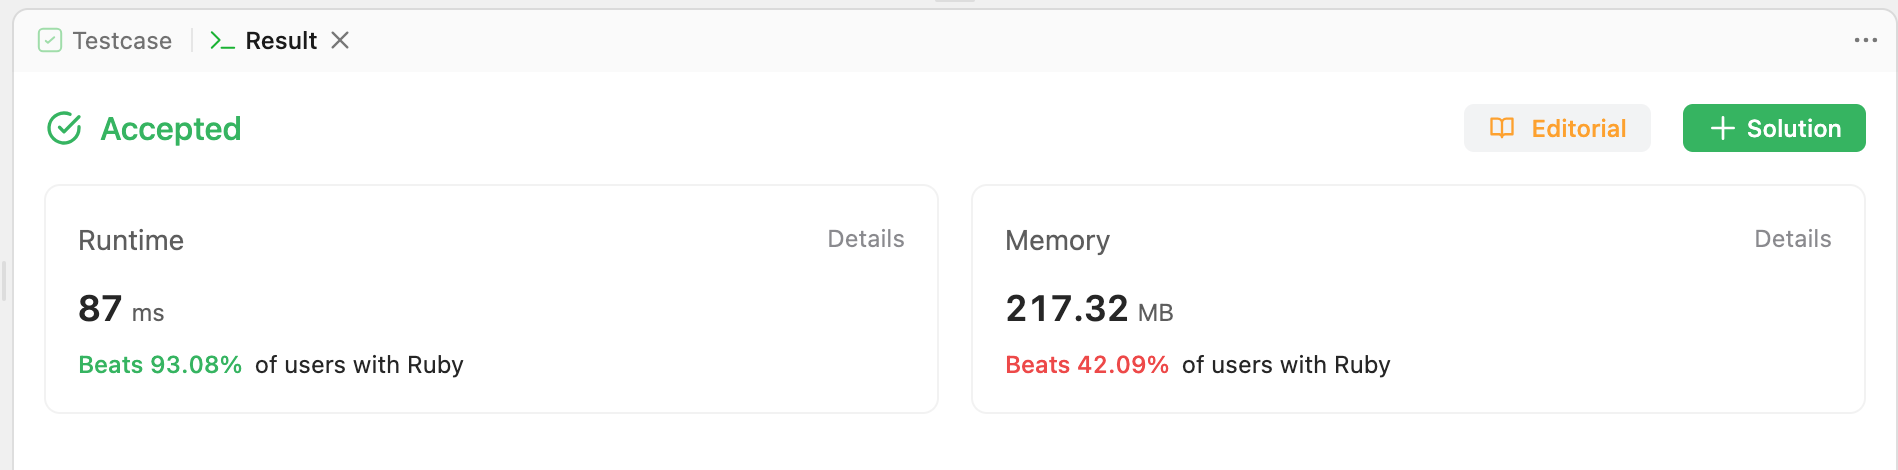 Testcase
Result
Accepted
Editorial
Solution
Runtime
Details
87 ms
Beats 93.08% of users with Ruby
Memory
Details
217.32 MB
Beats 42.09% of users with Ruby